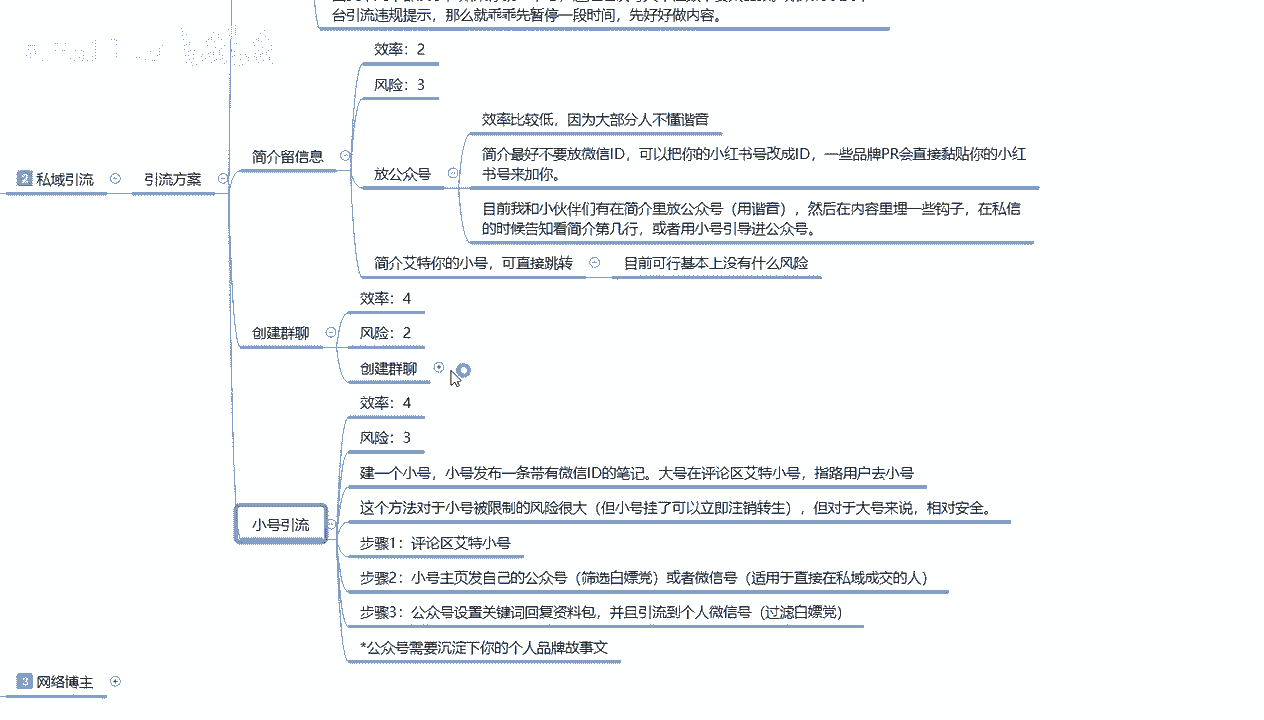 台引流违规提示，那么就乖乖先暂停一段时间，先好好做内容。
效率：2
风险：3
效率比较低，因为大部分人不懂谐音
简介最好不要放微信ID，可以把你的小红书号改成ID，一些品牌PR会直接黏贴你的小红
书号来加你。
简介留信息
放公众号
2 私域引流
引流方案
目前我和小伙伴们有在简介里放公众号（用谐音），然后在内容里埋一些钩子，在私信
的时候告知看简介第几行，或者用小号引导进公众号。
简介艾特你的小号，可直接跳转
目前可行基本上没有什么风险
效率：4
创建群聊
风险：2
创建群聊
效率：4
风险：3
建一个小号，小号发布一条带有微信ID的笔记。大号在评论区艾特小号，指路用户去小号
这个方法对于小号被限制的风险很大（但小号挂了可以立即注销转生），但对于大号来说，相对安全。
小号引流
步骤1：评论区艾特小号
步骤2：小号主页发自己的公众号（筛选白嫖党）或者微信号（适用于直接在私域成交的人）
步骤3：公众号设置关键词回复资料包，并且引流到个人微信号（过滤白嫖党）
*公众号需要沉淀下你的个人品牌故事文
3 网络博主